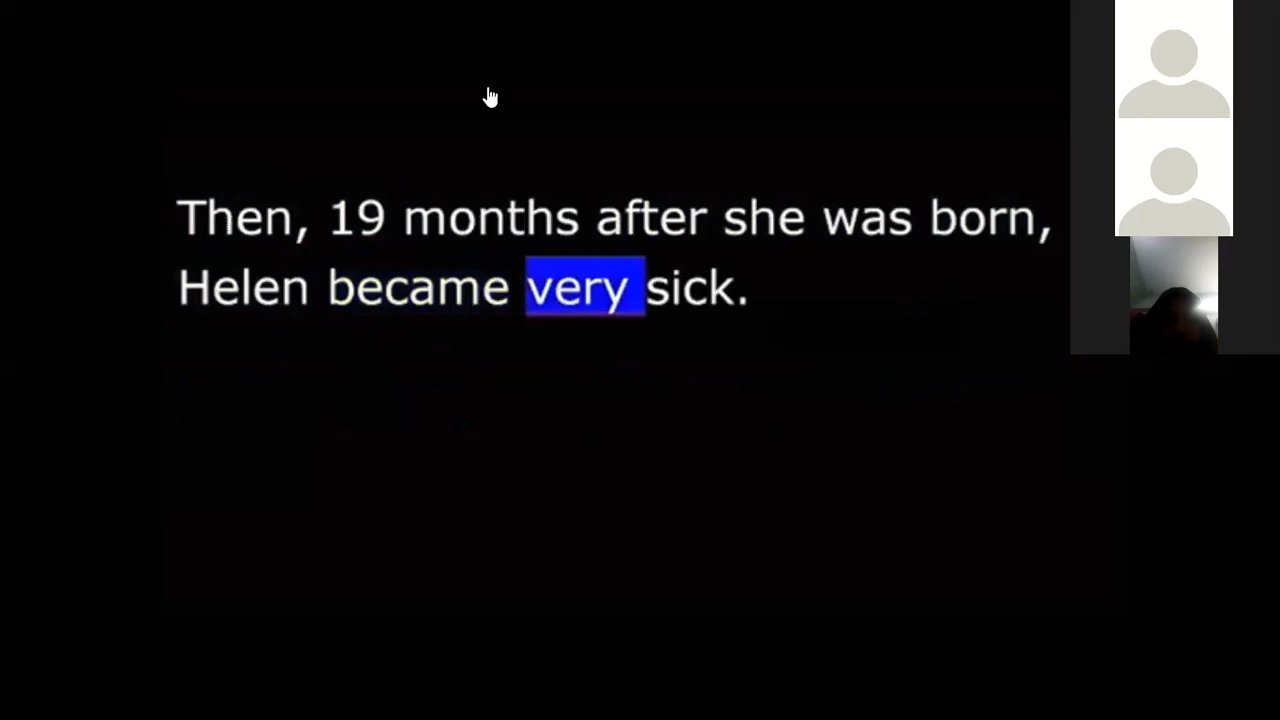 Then, 19 months after she was born,
Helen became very sick.